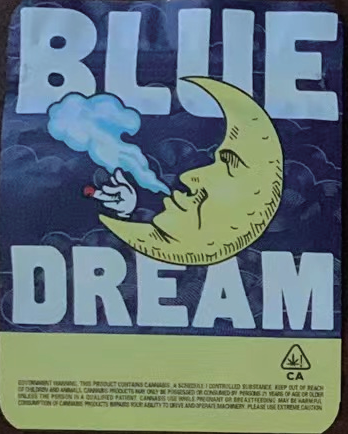 BLUE
DREAM
CA
GOVERNMENT WARNING: THIS PRODUCT CONTAINS CANNABIS, A SCHEDULE I CONTROLLED SUBSTANCE. KEEP OUT OF REACH
OF CHILDREN AND ANIMALS. CANNABIS PRODUCTS MAY ONLY BE POSSESSED OR CONSUMED BY PERSONS 21 YEARS OF AGE OR OLDER
UNLESS THE PERSON IS A QUALIFIED PATIENT. CANNABIS USE WHILE PREGNANT OR BREASTFEEDING MAY BE HARMFUL.
CONSUMPTION OF CANNABIS PRODUCTS IMPAIRS YOUR ABILITY TO DRIVE AND OPERATE MACHINERY. PLEASE USE EXTREME CAUTION.